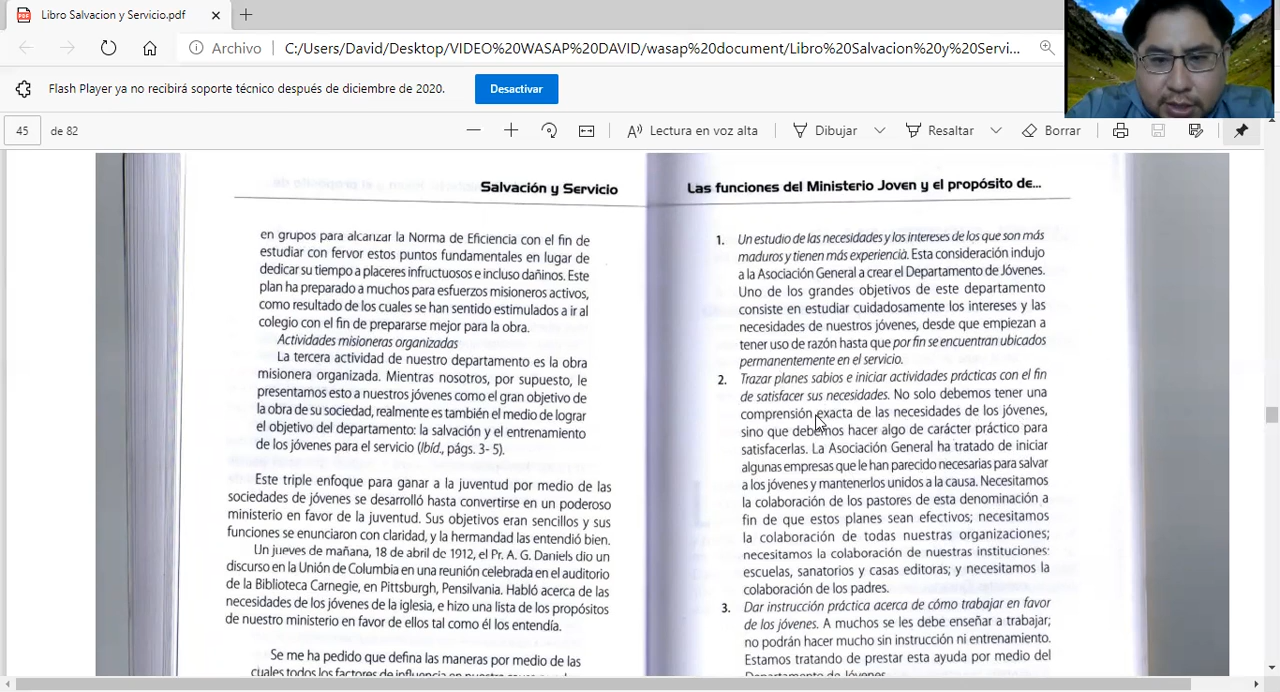 Libro Salvacion y Servicio.pdf
Archivo
C:/Users/David/Desktop/VIDEO%20WASAP%20DAVID/wasap%20document/Libro%20Salvacion%20y%20Servi...
Flash Player ya no recibirá soporte técnico después de diciembre de 2020.
Desactivar
45 de 82
Lectura en voz alta
Dibujar
Resaltar
Borrar
Salvación y Servicio
en grupos para alcanzar la Norma de Eficiencia con el fin de
estudiar con fervor estos puntos fundamentales en lugar de
dedicar su tiempo a placeres infructuosos e incluso dañinos. Este
plan ha preparado a muchos para esfuerzos misioneros activos,
como resultado de los cuales se han sentido estimulados a ir al
colegio con el fin de prepararse mejor para la obra.
Actividades misioneras organizadas
La tercera actividad de nuestro departamento es la obra
misionera organizada. Mientras nosotros, por supuesto, le
presentamos esto a nuestros jóvenes como el gran objetivo de
la obra de su sociedad, realmente es también el medio de lograr
el objetivo del departamento: la salvación y el entrenamiento
de los jóvenes para el servicio (Ibíd., págs. 3- 5).
Este triple enfoque para ganar a la juventud por medio de las
sociedades de jóvenes se desarrolló hasta convertirse en un poderoso
ministerio en favor de la juventud. Sus objetivos eran sencillos y sus
funciones se enunciaron con claridad, y la hermandad las entendió bien.
Un jueves de mañana, 18 de abril de 1912, el Pr. A. G. Daniels dio un
discurso en la Unión de Columbia en una reunión celebrada en el auditorio
de la Biblioteca Carnegie, en Pittsburgh, Pensilvania. Habló acerca de las
necesidades de los jóvenes de la iglesia, e hizo una lista de los propósitos
de nuestro ministerio en favor de ellos tal como él los entendía.
Se me ha pedido que defina las maneras por medio de las
cuales todos los factores de influencia en
Las funciones del Ministerio Joven y el propósito de...
1. Un estudio de las necesidades y los intereses de los que son más
maduros y tienen más experiencia. Esta consideración indujo
a la Asociación General a crear el Departamento de Jóvenes.
Uno de los grandes objetivos de este departamento
consiste en estudiar cuidadosamente los intereses y las
necesidades de nuestros jóvenes, desde que empiezan a
tener uso de razón hasta que por fin se encuentran ubicados
permanentemente en el servicio.
2. Trazar planes sabios e iniciar actividades prácticas con el fin
de satisfacer sus necesidades. No solo debemos tener una
comprensión exacta de las necesidades de los jóvenes,
sino que debemos hacer algo de carácter práctico para
satisfacerlas. La Asociación General ha tratado de iniciar
algunas empresas que le han parecido necesarias para salvar
a los jóvenes y mantenerlos unidos a la causa. Necesitamos
la colaboración de los pastores de esta denominación a
fin de que estos planes sean efectivos; necesitamos
la colaboración de todas nuestras organizaciones;
necesitamos la colaboración de nuestras instituciones:
escuelas, sanatorios y casas editoras; y necesitamos la
colaboración de los padres.
3. Dar instrucción práctica acerca de cómo trabajar en favor
de los jóvenes. A muchos se les debe enseñar a trabajar;
no podrán hacer mucho sin instrucción ni entrenamiento.
Estamos tratando de prestar esta ayuda por medio del
Departamento de Jóvenes